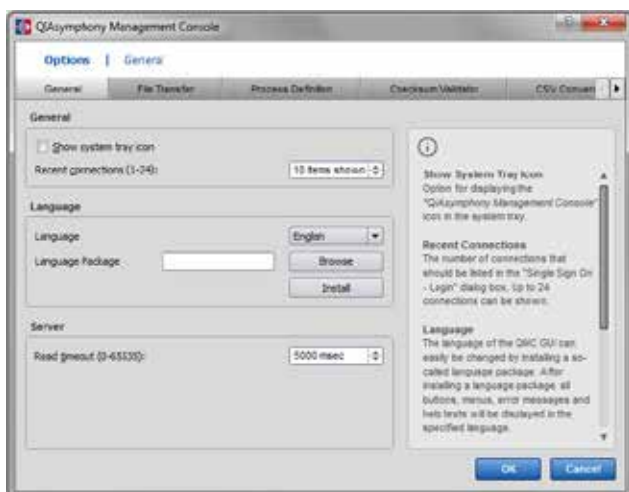 QIAsymphony Management Console
Options | General
General File Transfer Process Definition Checksum Validator CSV Conver
General
Show system tray icon
Recent connections (1-24): 10 items shown
Language
Language English
Language Package Browse
Install
Server
Read timeout (0-65535): 5000 msec
Show System Tray Icon
Option for displaying the
"QIAsymphony Management Console"
icon in the system tray.
Recent Connections
The number of connections that
should be listed in the "Single Sign On
- Login" dialog box. Up to 24
connections can be shown.
Language
The language of the QMC GUI can
easily be changed by installing a so-
called language package. After
installing a language package all
buttons, menus, error messages and
help texts will be displayed in the
specified language.
OK Cancel